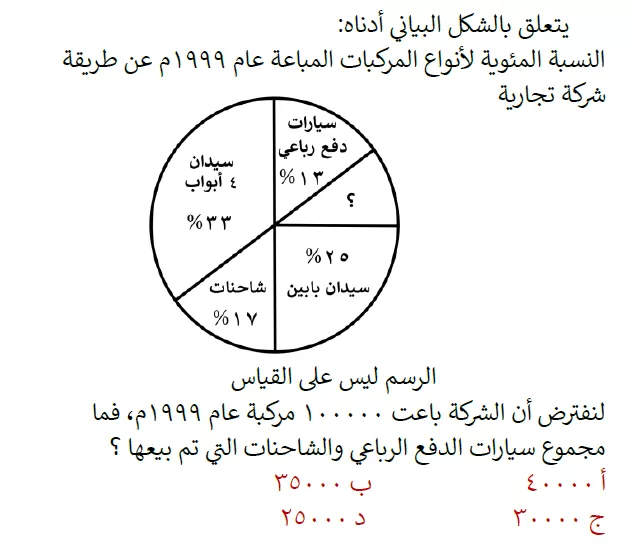 يتعلق بالشكل البياني أدناه:
النسبة المئوية لأنواع المركبات المباعة عام ١٩٩٩م عن طريقة
شركة تجارية
سيارات
دفع رباعي
١٣%
سيدان
٤ أبواب
٣٣%
؟
٢٥%
سيدان بابين
شاحنات
١٧%
الرسم ليس على القياس
لنفترض أن الشركة باعت ١٠٠٠٠٠ مركبة عام ١٩٩٩م، فما
مجموع سيارات الدفع الرباعي والشاحنات التي تم بيعها ؟
أ ٤٠٠٠٠ ب ٣٥٠٠٠
ج ٣٠٠٠٠ د ٢٥٠٠٠